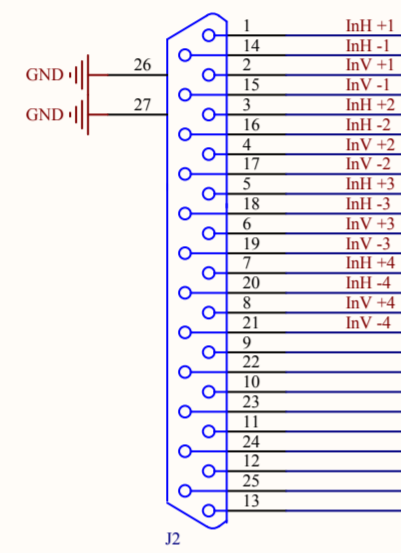 1 InH +1
14 InH -1
2 InV +1
GND 26
15 InV -1
3 InH +2
GND 27
16 InH -2
4 InV +2
17 InV -2
5 InH +3
18 InH -3
6 InV +3
19 InV -3
7 InH +4
20 InH -4
8 InV +4
21 InV -4
9
22
10
23
11
24
12
25
13
J2